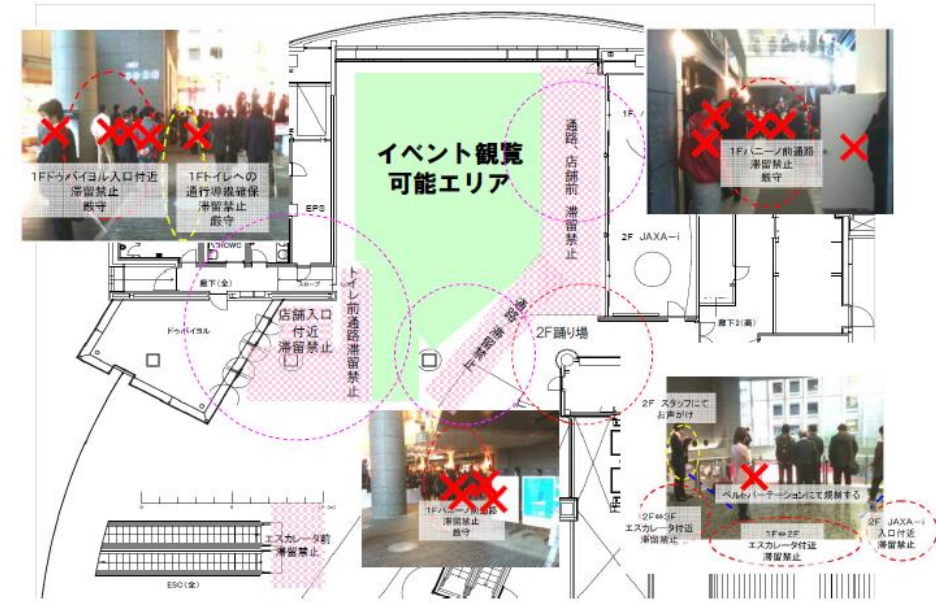 1Fドゥバイヨル入口付近
滞留禁止
厳守
1Fトイレへの
通行導線確保
滞留禁止
厳守
イベント観覧
可能エリア
通路、店舗前 滞留禁止
1F
1Fバニーノ前通路
滞留禁止
厳守
EPS
2F JAXA-i
廊下(全)
スロープ
ドゥバイヨル
店舗入口
付近
滞留禁止
トイレ前通路滞留禁止
通路、滞留禁止
2F踊り場
廊下2(商)
2F スタッフにて
お声がけ
ベルトパーテーションにて規制する
2F⇔3F
エスカレータ付近
滞留禁止
1F⇔2F
エスカレータ付近
滞留禁止
2F JAXA-i
入口付近
滞留禁止
1Fバニーノ前通路
滞留禁止
厳守
エスカレータ前
滞留禁止
ESC(全)